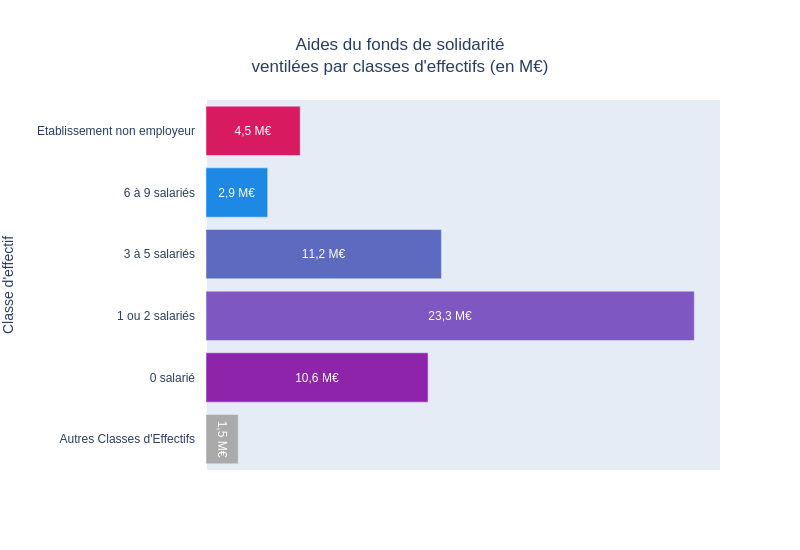 Aides du fonds de solidarité
ventilées par classes d'effectifs (en M€)
Classe d'effectif
Etablissement non employeur
4,5 M€
6 à 9 salariés
2,9 M€
3 à 5 salariés
11,2 M€
1 ou 2 salariés
23,3 M€
0 salarié
10,6 M€
Autres Classes d'Effectifs
1,5 M€